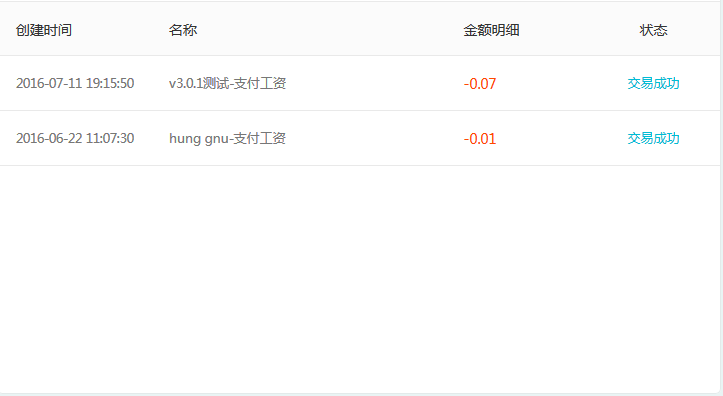 创建时间 名称 金额明细 状态
2016-07-11 19:15:50 v3.0.1测试-支付工资 -0.07 交易成功
2016-06-22 11:07:30 hung gnu-支付工资 -0.01 交易成功